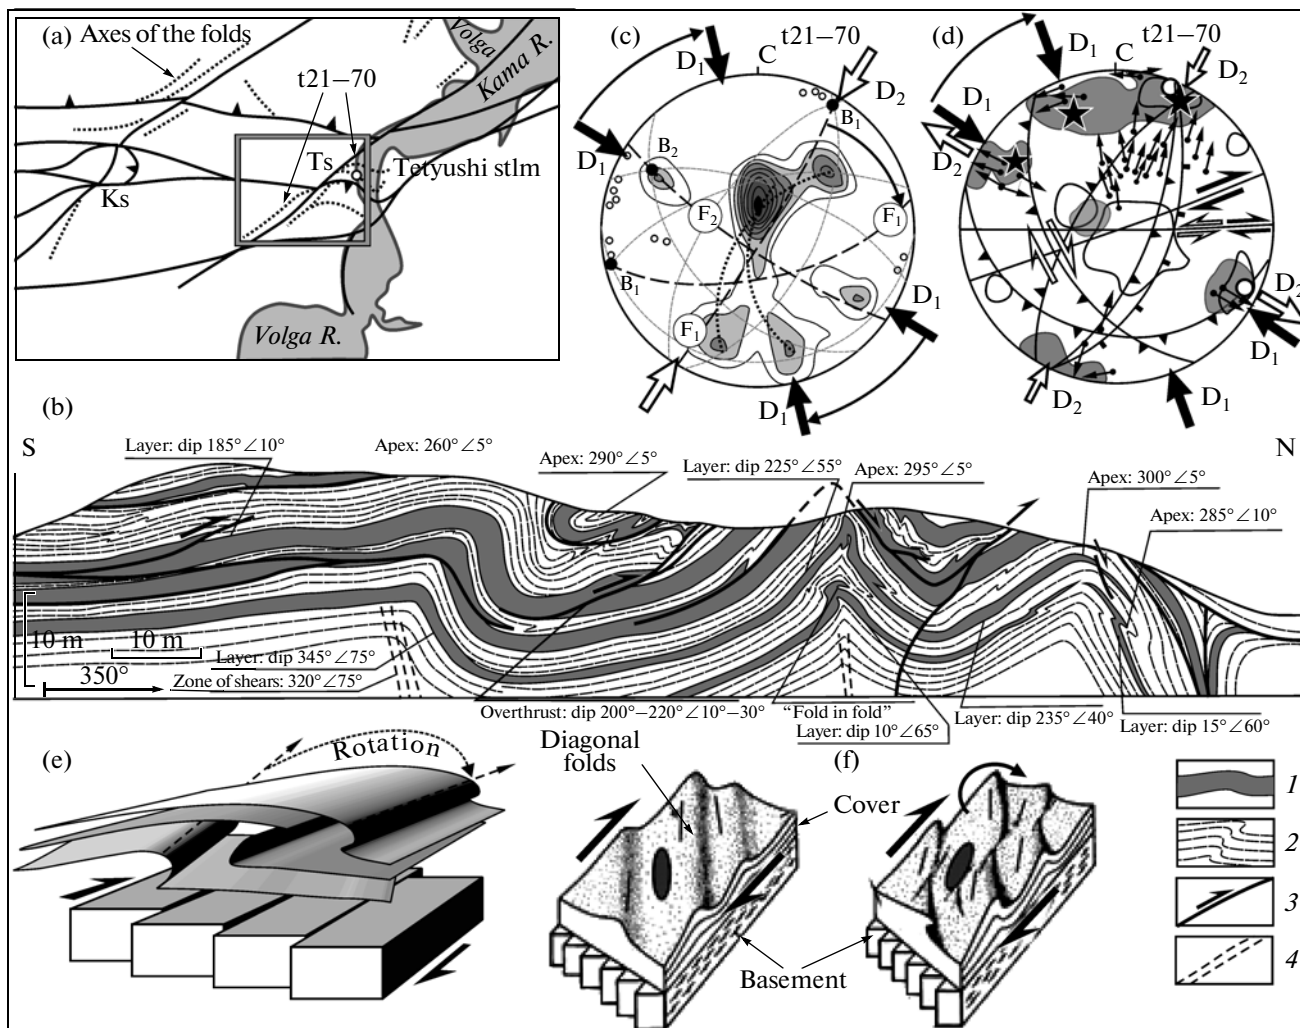 (a)
Axes of the folds
t21–70
Volga
Kama R.
Ts
Tetyushi stlm
Ks
Volga R.
(c)
C
t21–70
D1
D2
B1
D1
B2
F2
F1
B1
F1
D1
D1
(d)
C
t21–70
D1
D2
D1
D2
D2
D1
D2
D1
(b)
S
N
Layer: dip 185°∠10°
Apex: 260°∠5°
Apex: 290°∠5°
Layer: dip 225°∠55°
Apex: 295°∠5°
Apex: 300°∠5°
Apex: 285°∠10°
10 m
10 m
350°
Layer: dip 345°∠75°
Zone of shears: 320°∠75°
Overthrust: dip 200°–220°∠10°–30°
“Fold in fold”
Layer: dip 10°∠65°
Layer: dip 235°∠40°
Layer: dip 15°∠60°
(e)
Rotation
Diagonal
folds
(f)
Cover
Basement
1
2
3
4